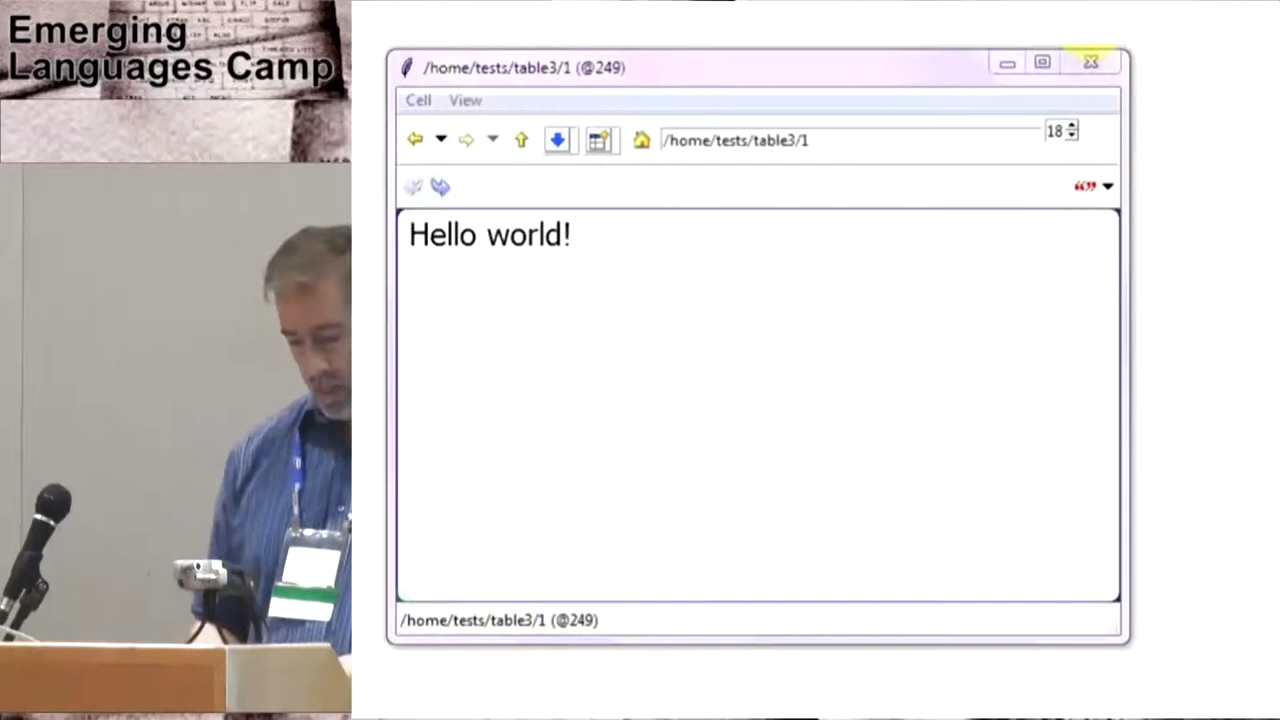 Emerging
Languages Camp
/home/tests/table3/1 (@249)
Cell View
/home/tests/table3/1
18
Hello world!
/home/tests/table3/1 (@249)